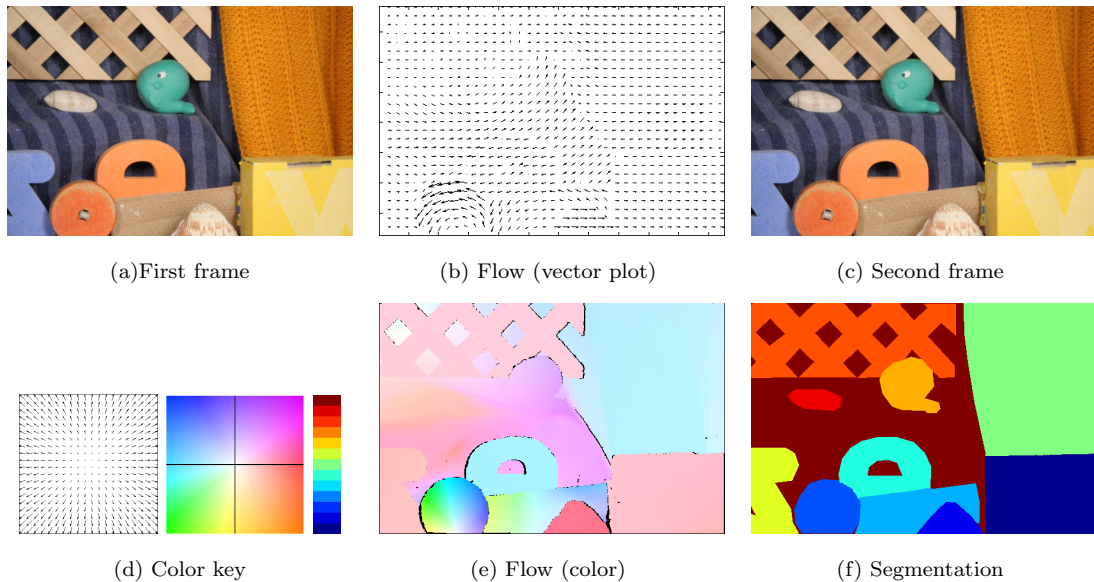 (a)First frame
(b) Flow (vector plot)
(c) Second frame
(d) Color key
(e) Flow (color)
(f) Segmentation